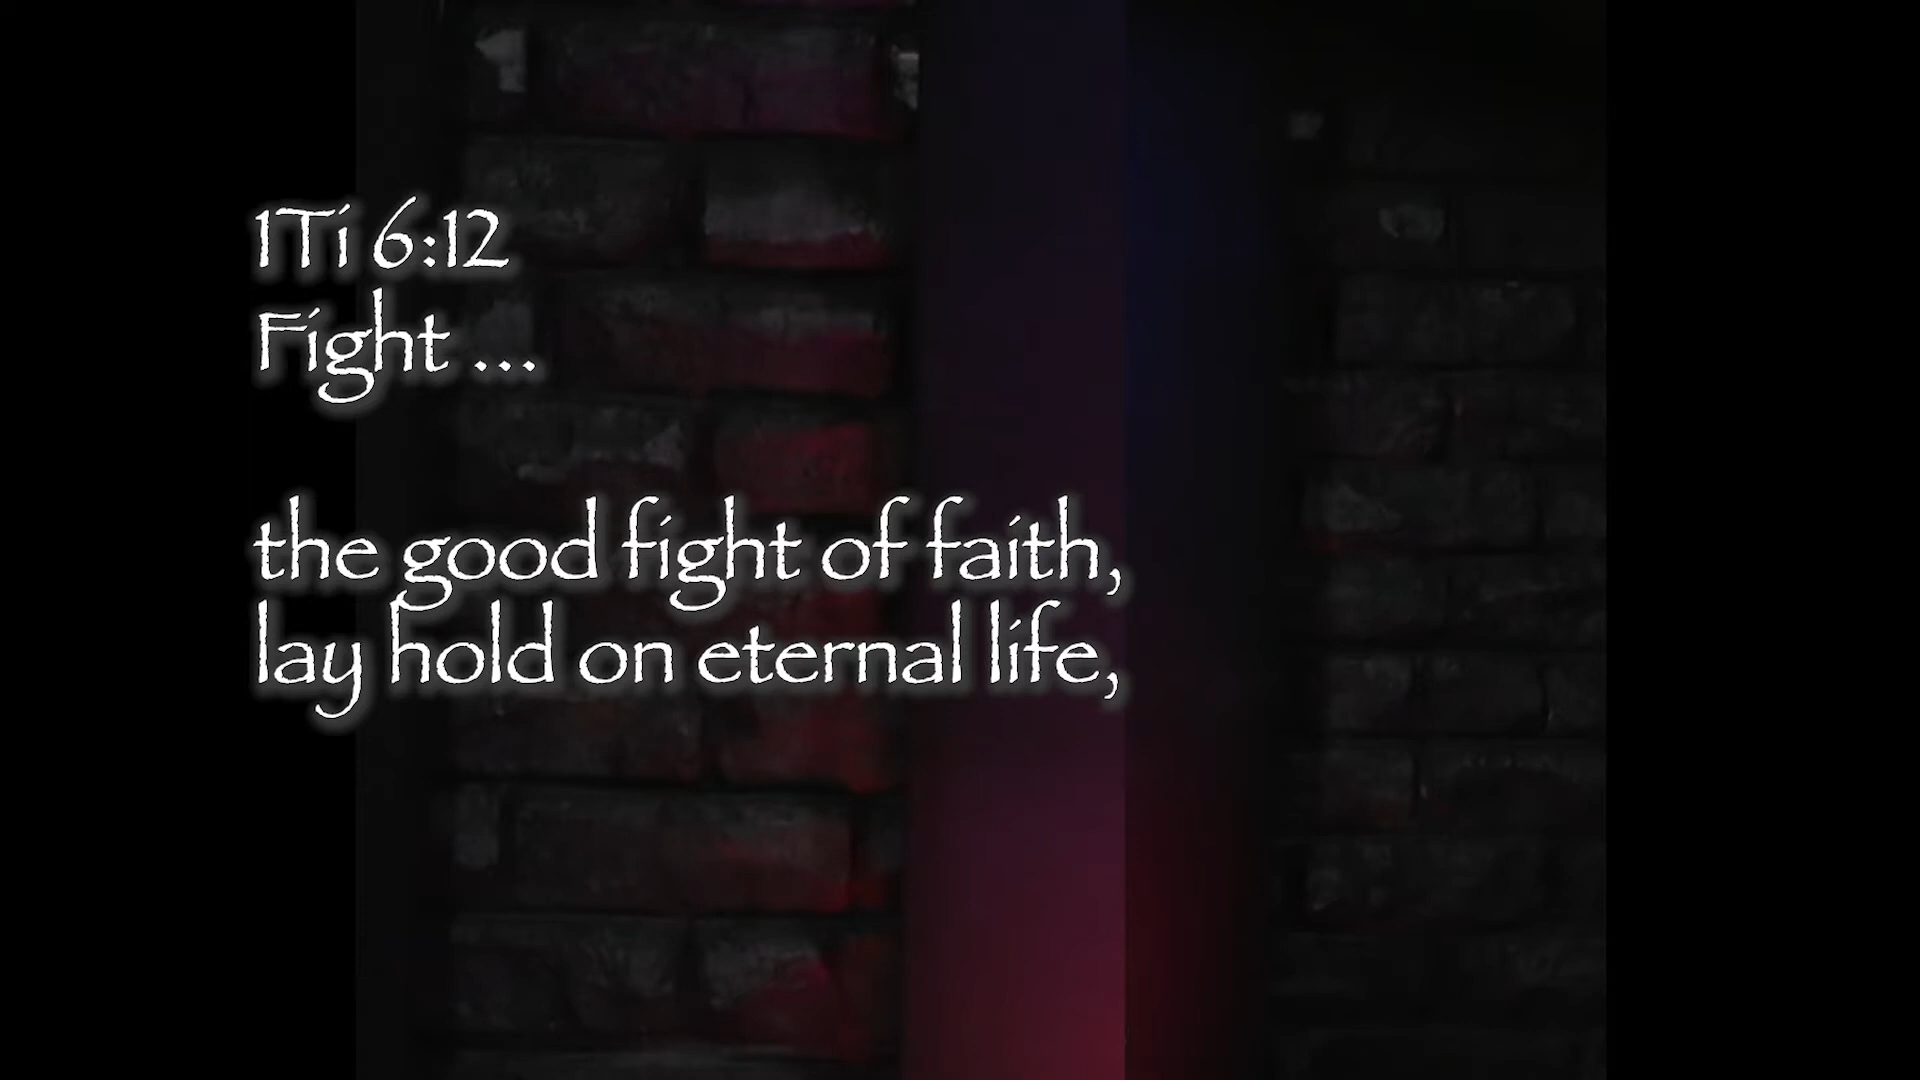 1Ti 6:12
Fight ...
the good fight of faith,
lay hold on eternal life,